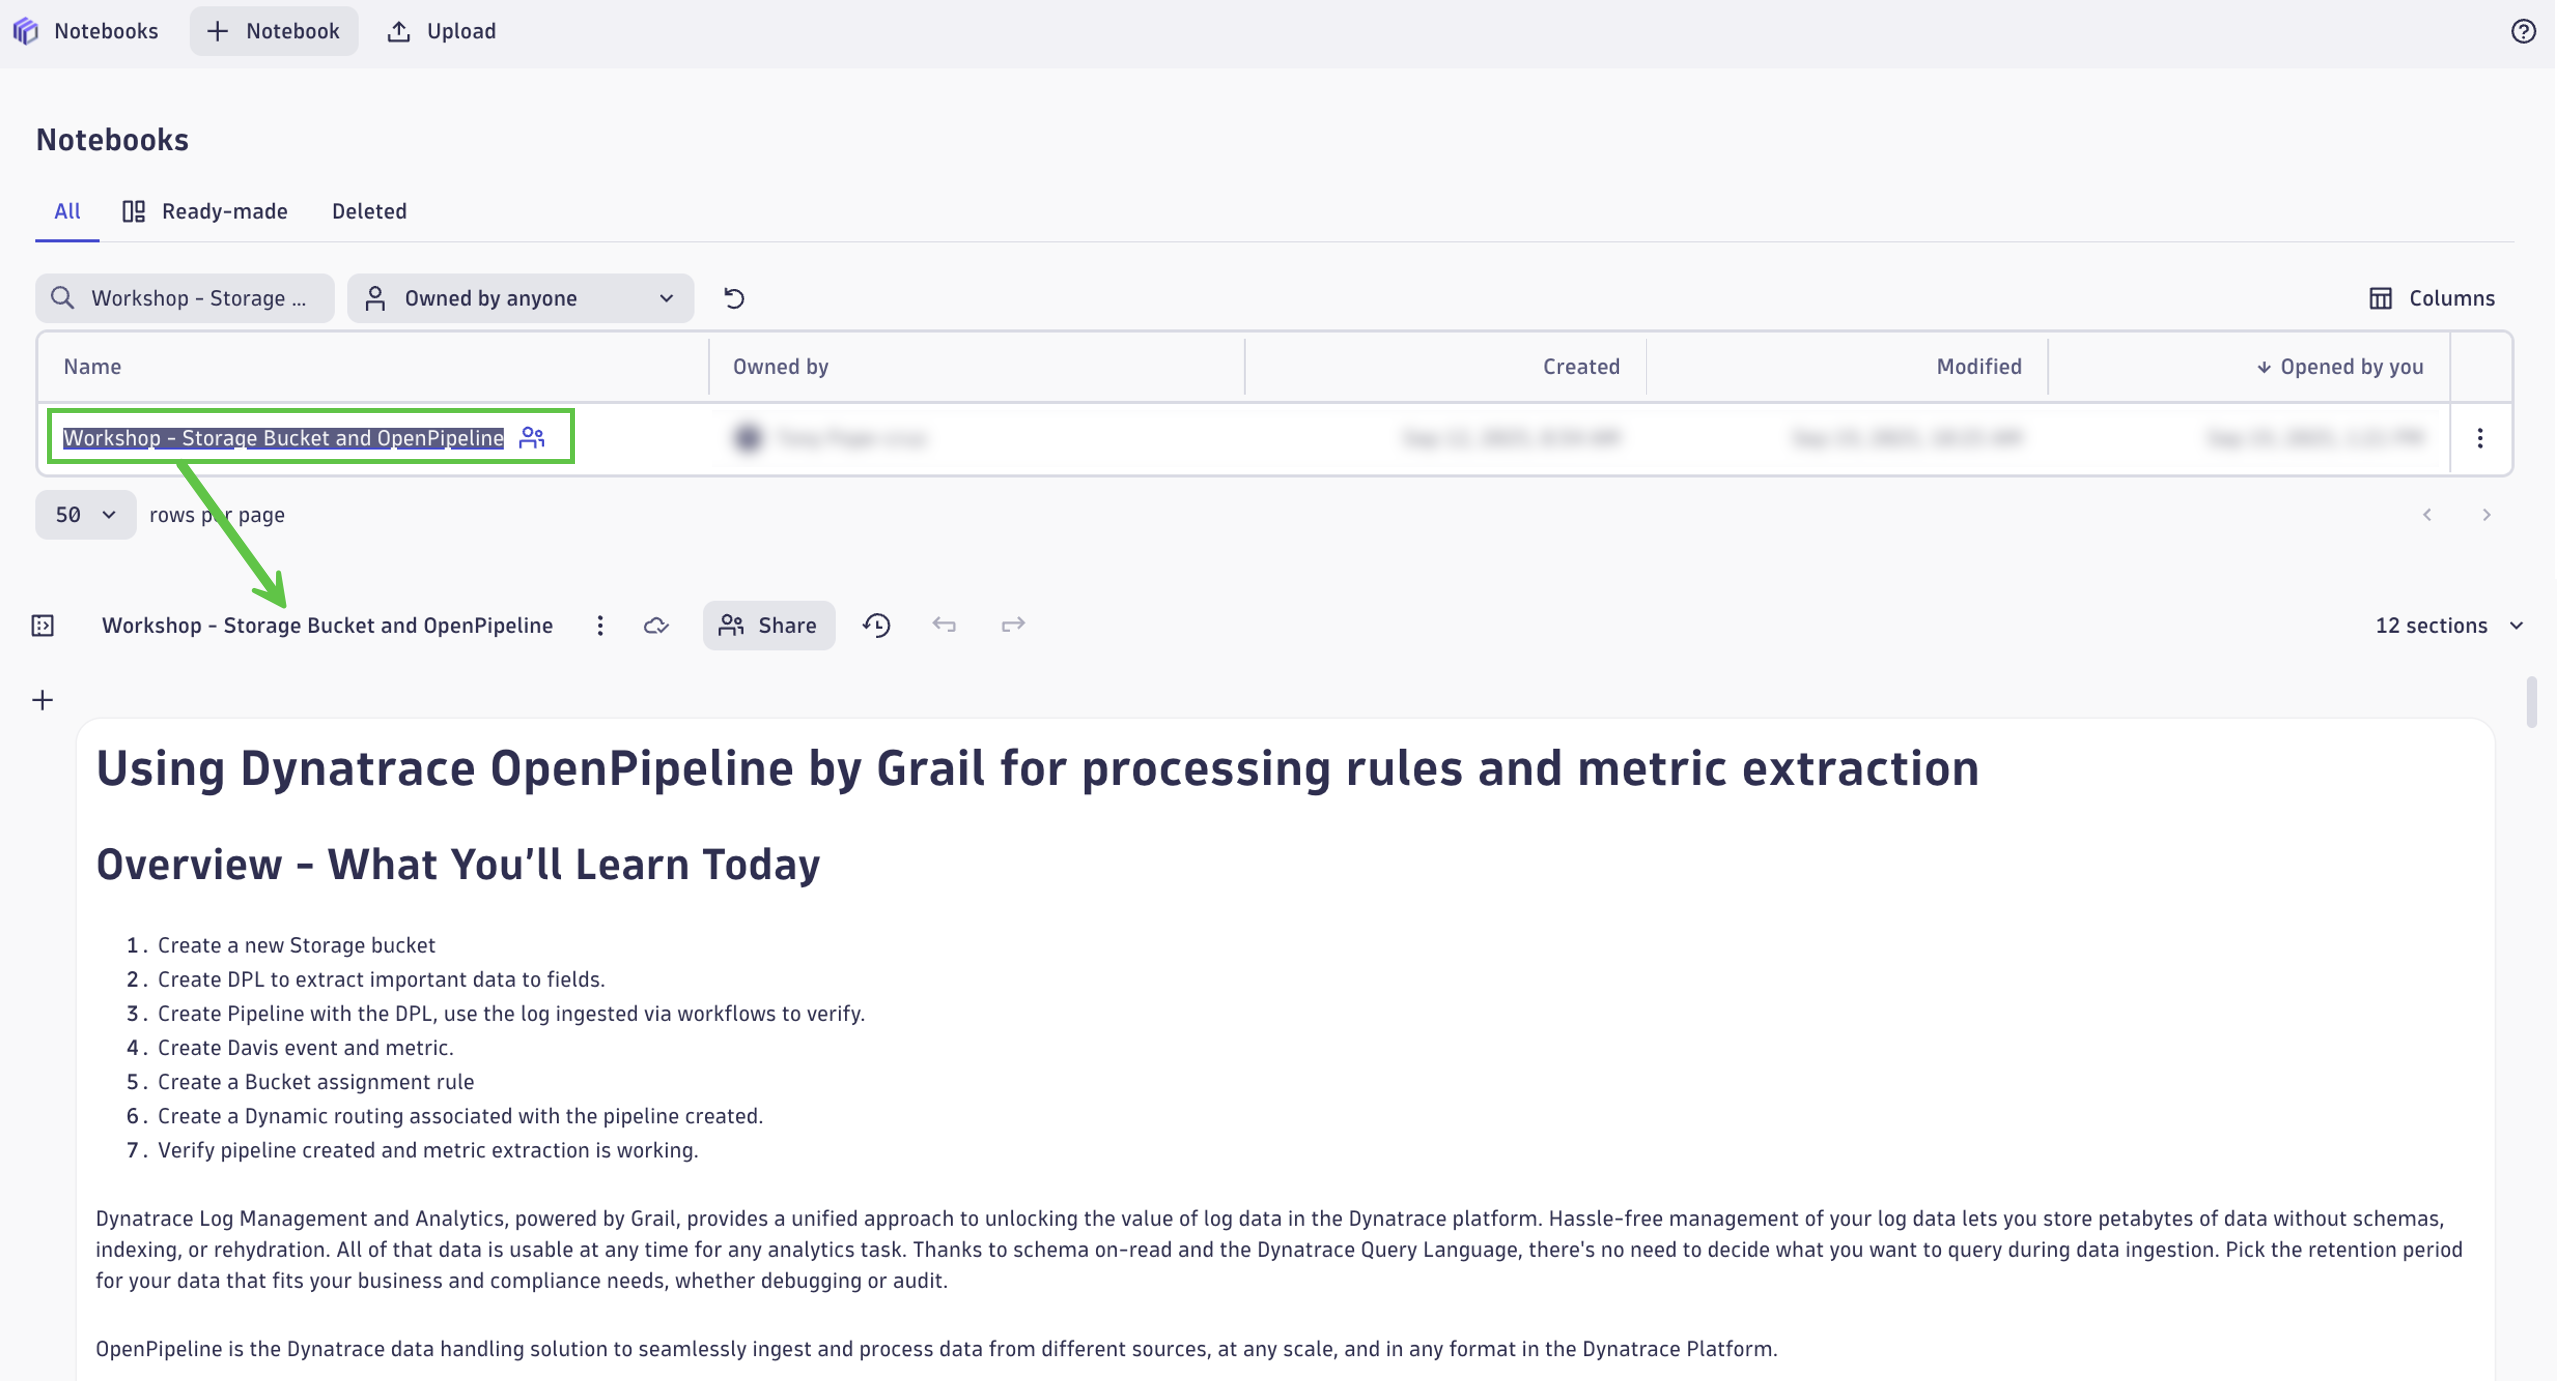 Notebooks
Notebook
Upload
Notebooks
All
Ready-made
Deleted
Workshop - Storage ...
Owned by anyone
Columns
Name
Owned by
Created
Modified
Opened by you
Workshop - Storage Bucket and OpenPipeline
50
rows per page
Workshop - Storage Bucket and OpenPipeline
Share
12 sections
Using Dynatrace OpenPipeline by Grail for processing rules and metric extraction
Overview - What You'll Learn Today
1. Create a new Storage bucket
2. Create DPL to extract important data to fields.
3. Create Pipeline with the DPL, use the log ingested via workflows to verify.
4. Create Davis event and metric.
5. Create a Bucket assignment rule
6. Create a Dynamic routing associated with the pipeline created.
7. Verify pipeline created and metric extraction is working.
Dynatrace Log Management and Analytics, powered by Grail, provides a unified approach to unlocking the value of log data in the Dynatrace platform. Hassle-free management of your log data lets you store petabytes of data without schemas,
indexing, or rehydration. All of that data is usable at any time for any analytics task. Thanks to schema on-read and the Dynatrace Query Language, there's no need to decide what you want to query during data ingestion. Pick the retention period
for your data that fits your business and compliance needs, whether debugging or audit.
OpenPipeline is the Dynatrace data handling solution to seamlessly ingest and process data from different sources, at any scale, and in any format in the Dynatrace Platform.